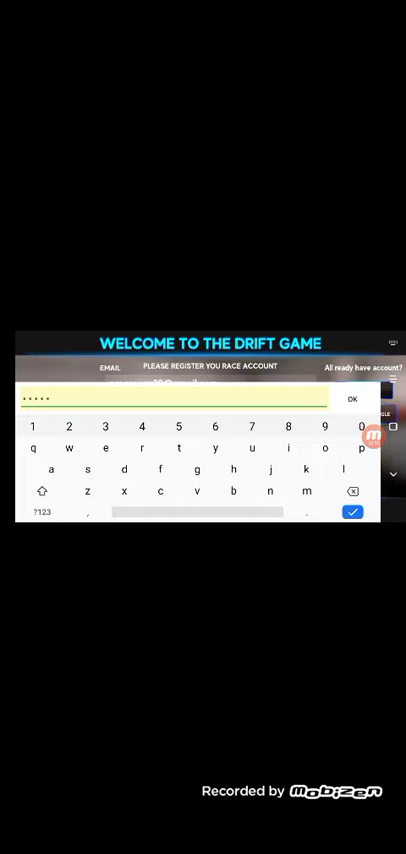 WELCOME TO THE DRIFT GAME
EMAIL
PLEASE REGISTER YOU RACE ACCOUNT
All ready have account?
•••••
OK
1 2 3 4 5 6 7 8 9 0
q w e r t y u i o p
a s d f g h j k l
z x c v b n m
?123 , .
Recorded by Mobizen